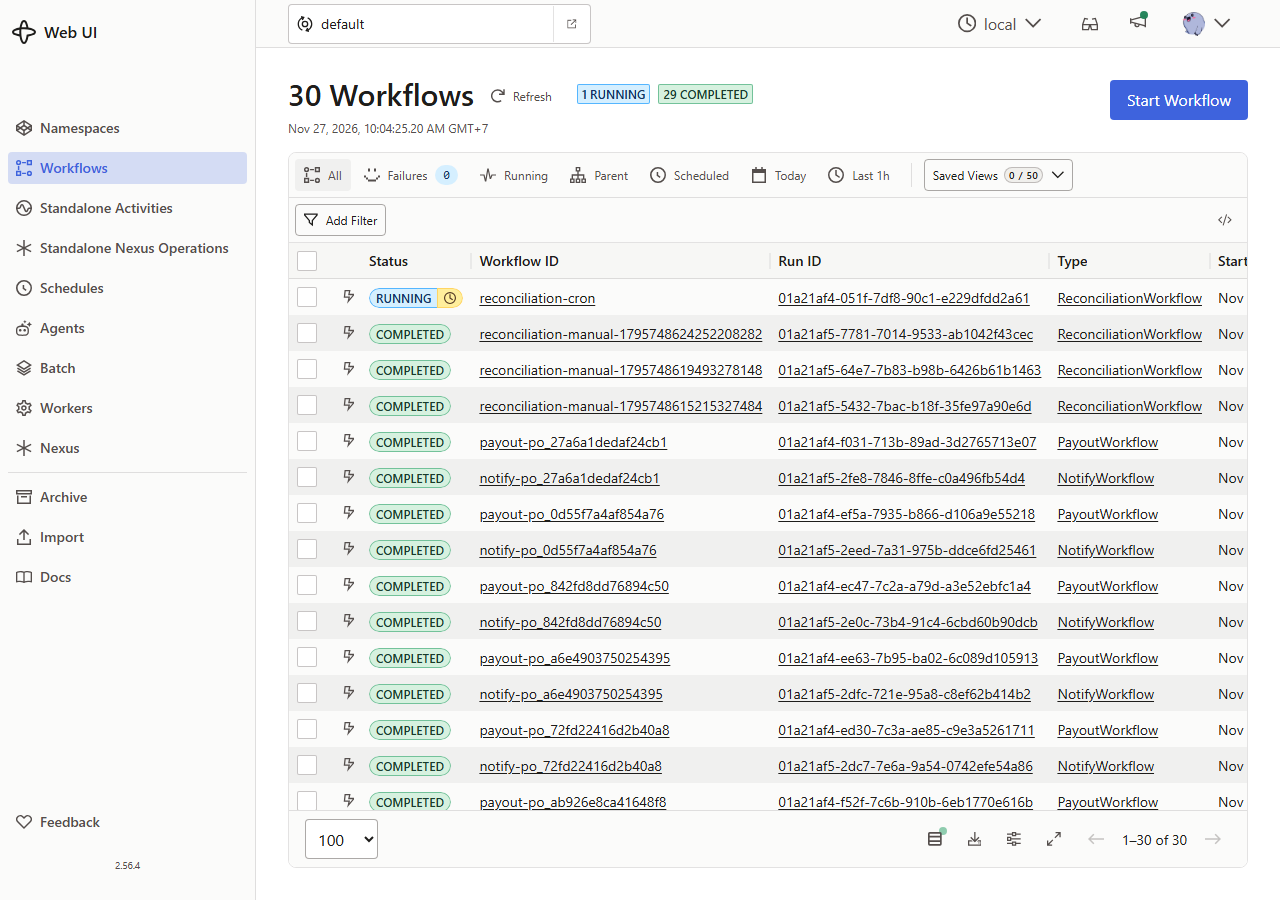 Web UI
default
local
Namespaces
Workflows
Standalone Activities
Standalone Nexus Operations
Schedules
Agents
Batch
Workers
Nexus
Archive
Import
Docs
Feedback
2.56.4
30 Workflows Refresh 1 RUNNING 29 COMPLETED
Start Workflow
Nov 27, 2026, 10:04:25.20 AM GMT+7
All Failures 0 Running Parent Scheduled Today Last 1h Saved Views 0 / 50
Add Filter </>
Status Workflow ID Run ID Type Start
RUNNING reconciliation-cron 01a21af4-051f-7df8-90c1-e229dfdd2a61 ReconciliationWorkflow Nov
COMPLETED reconciliation-manual-1795748624252208282 01a21af5-7781-7014-9533-ab1042f43cec ReconciliationWorkflow Nov
COMPLETED reconciliation-manual-1795748619493278148 01a21af5-64e7-7b83-b98b-6426b61b1463 ReconciliationWorkflow Nov
COMPLETED reconciliation-manual-1795748615215327484 01a21af5-5432-7bac-b18f-35fe97a90e6d ReconciliationWorkflow Nov
COMPLETED payout-po_27a6a1dedaf24cb1 01a21af4-f031-713b-89ad-3d2765713e07 PayoutWorkflow Nov
COMPLETED notify-po_27a6a1dedaf24cb1 01a21af5-2fe8-7846-8ffe-c0a496fb54d4 NotifyWorkflow Nov
COMPLETED payout-po_0d55f7a4af854a76 01a21af4-ef5a-7935-b866-d106a9e55218 PayoutWorkflow Nov
COMPLETED notify-po_0d55f7a4af854a76 01a21af5-2eed-7a31-975b-ddce6fd25461 NotifyWorkflow Nov
COMPLETED payout-po_842fd8dd76894c50 01a21af4-ec47-7c2a-a79d-a3e52ebfc1a4 PayoutWorkflow Nov
COMPLETED notify-po_842fd8dd76894c50 01a21af5-2e0c-73b4-91c4-6cbd60b90dcb NotifyWorkflow Nov
COMPLETED payout-po_a6e4903750254395 01a21af4-ee63-7b95-ba02-6c089d105913 PayoutWorkflow Nov
COMPLETED notify-po_a6e4903750254395 01a21af5-2dfc-721e-95a8-c8ef62b414b2 NotifyWorkflow Nov
COMPLETED payout-po_72fd22416d2b40a8 01a21af4-ed30-7c3a-ae85-c9e3a5261711 PayoutWorkflow Nov
COMPLETED notify-po_72fd22416d2b40a8 01a21af5-2dc7-7e6a-9a54-0742efe54a86 NotifyWorkflow Nov
COMPLETED payout-po_ab926e8ca41648f8 01a21af4-f52f-7c6b-910b-6eb1770e616b PayoutWorkflow Nov
100 1–30 of 30